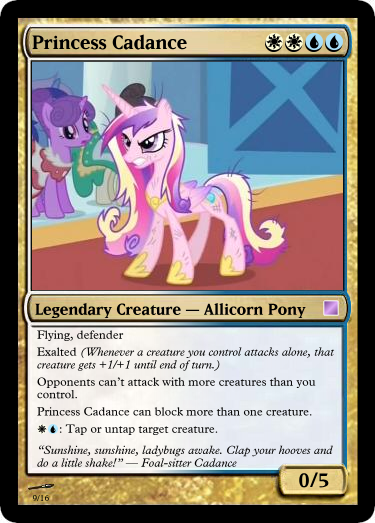 Princess Cadance
Legendary Creature — Allicorn Pony
Flying, defender
Exalted (Whenever a creature you control attacks alone, that
creature gets +1/+1 until end of turn.)
Opponents can't attack with more creatures than you
control.
Princess Cadance can block more than one creature.
: Tap or untap target creature.
“Sunshine, sunshine, ladybugs awake. Clap your hooves and
do a little shake!” — Foal-sitter Cadance
0/5
9/16